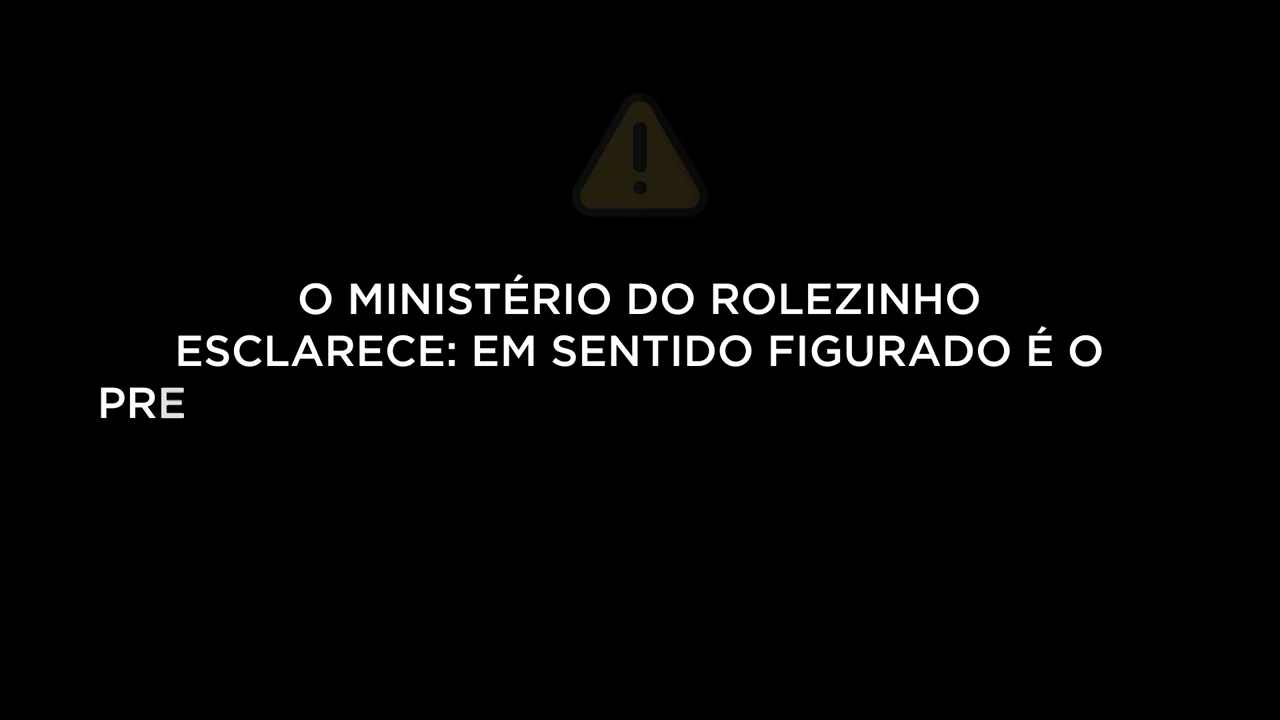 O MINISTÉRIO DO ROLEZINHO
ESCLARECE: EM SENTIDO FIGURADO É O
PRE